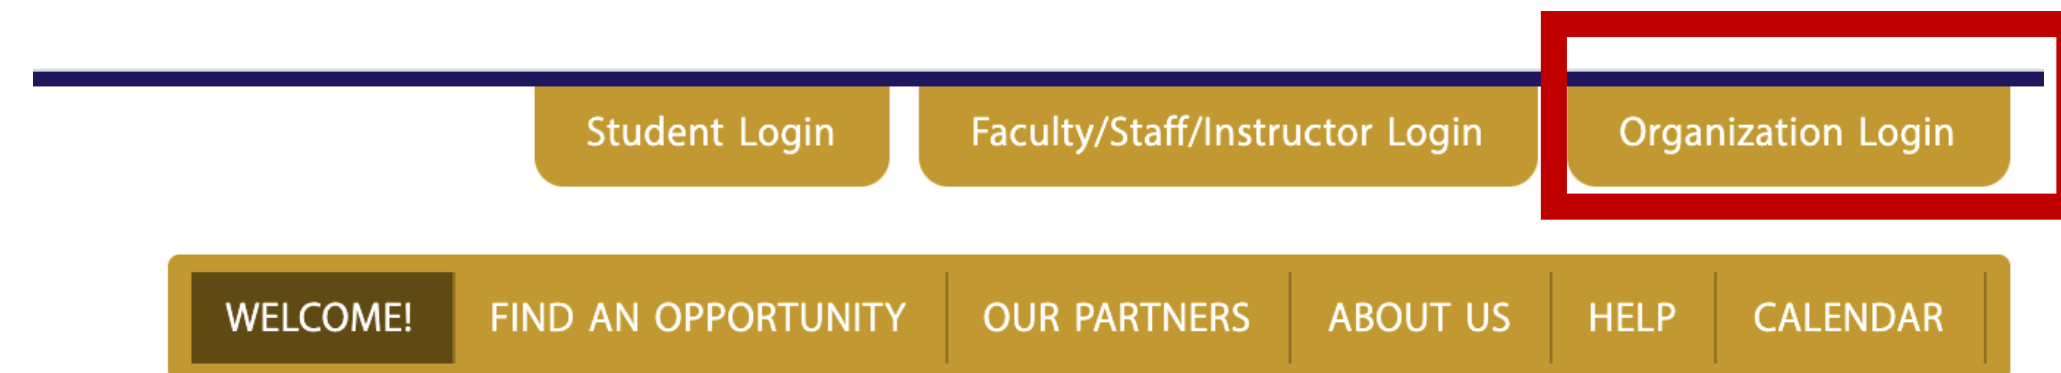 Student Login Faculty/Staff/Instructor Login Organization Login
WELCOME! FIND AN OPPORTUNITY OUR PARTNERS ABOUT US HELP CALENDAR